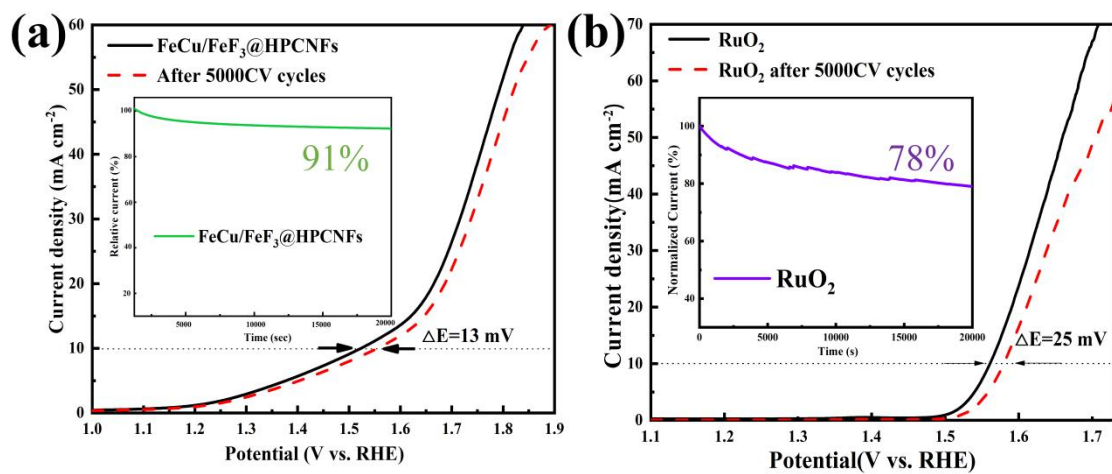 (a)
FeCu/FeF₃@HPCNFs
After 5000CV cycles
60
50
40
30
20
10
0
Current density (mA cm⁻²)
1.0 1.1 1.2 1.3 1.4 1.5 1.6 1.7 1.8 1.9
Potential (V vs. RHE)
△E=13 mV
100
80
60
40
20
Relative current (%)
91%
FeCu/FeF₃@HPCNFs
5000 10000 15000 20000
Time (sec)
(b)
RuO₂
RuO₂ after 5000CV cycles
70
60
50
40
30
20
10
0
Current density(mA cm⁻²)
1.1 1.2 1.3 1.4 1.5 1.6 1.7
Potential(V vs. RHE)
△E=25 mV
100
80
60
40
Normalized Current (%)
78%
RuO₂
0 5000 10000 15000 20000
Time (s)